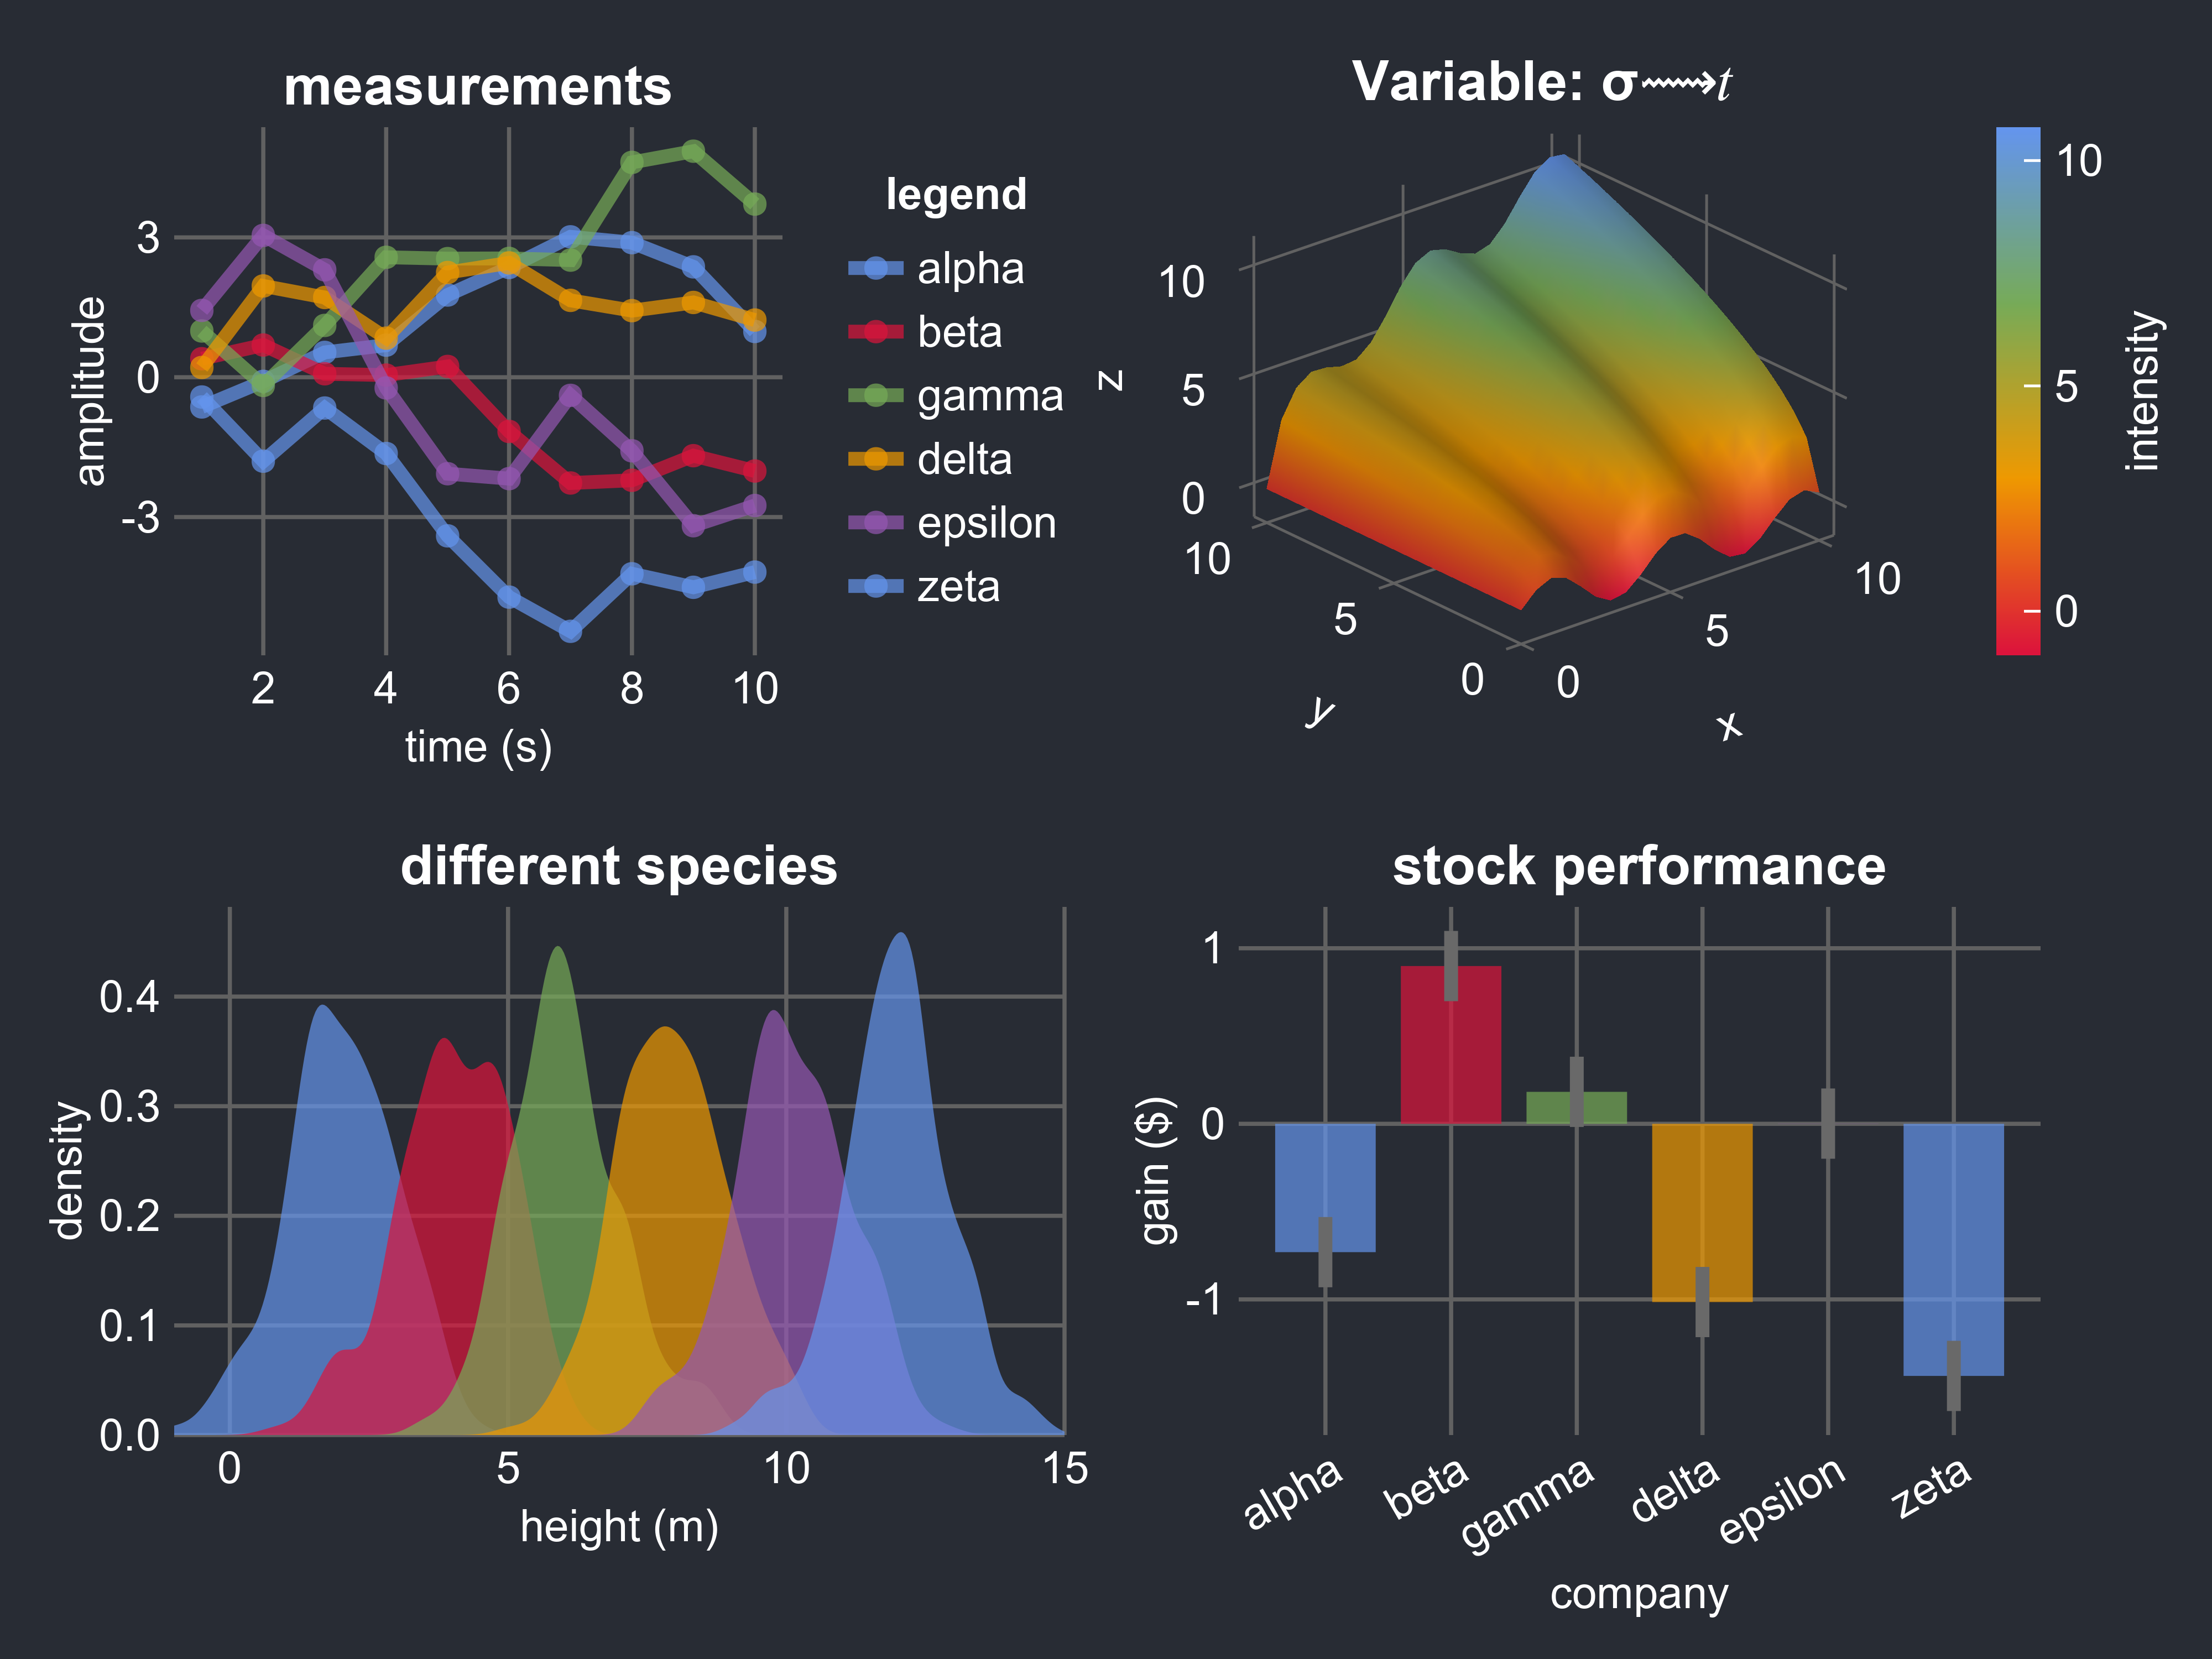 measurements
amplitude
3
0
-3
2 4 6 8 10
time (s)
legend
alpha
beta
gamma
delta
epsilon
zeta
Variable: σ⟿𝑡
z
10
5
0
10
5
0
y
0
5
10
x
10
5
0
intensity
different species
density
0.4
0.3
0.2
0.1
0.0
0 5 10 15
height (m)
stock performance
gain ($)
1
0
-1
alpha beta gamma delta epsilon zeta
company